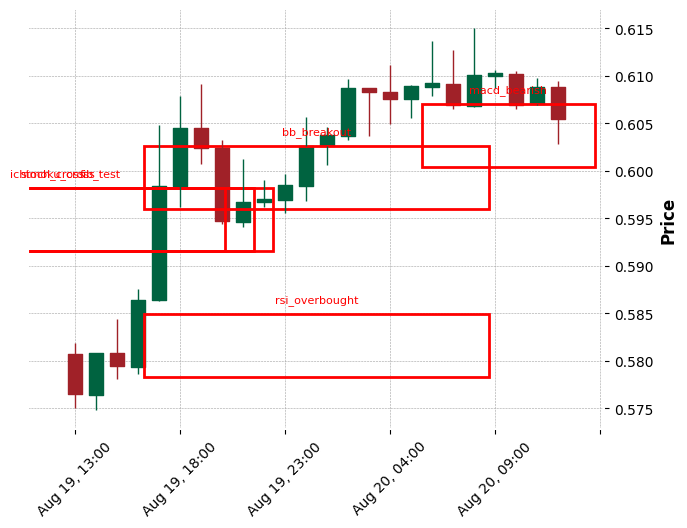 0.615
0.610
macd_bearish
0.605
bb_breakout
0.600
0.595
Price
0.590
rsi_overbought
0.585
0.580
0.575
Aug 19, 13:00
Aug 19, 18:00
Aug 19, 23:00
Aug 20, 04:00
Aug 20, 09:00